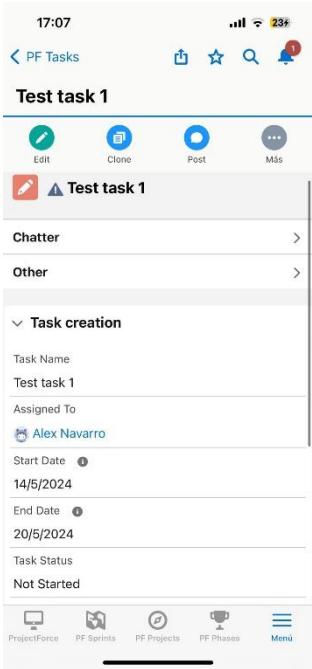 17:07
23
PF Tasks
1
Test task 1
Edit
Clone
Post
Más
Test task 1
Chatter
Other
Task creation
Task Name
Test task 1
Assigned To
Alex Navarro
Start Date
14/5/2024
End Date
20/5/2024
Task Status
Not Started
ProjectForce
PF Sprints
PF Projects
PF Phases
Menú